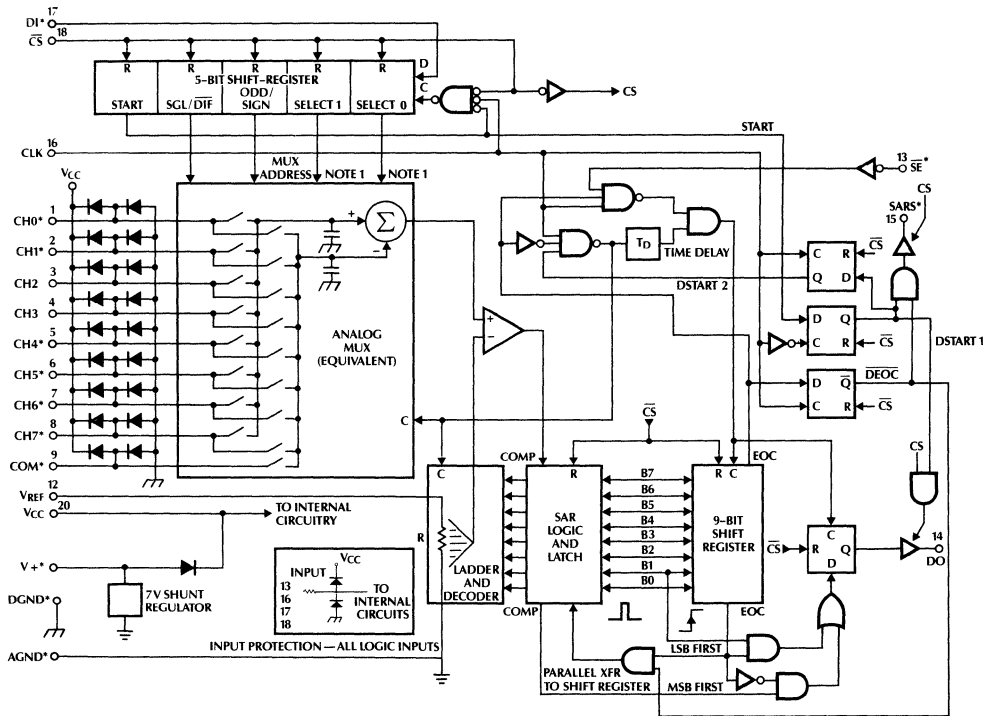 DI* 17
CS 18
R R R R R
D
C
5-BIT SHIFT-REGISTER
START
SGL/DIF
ODD/
SIGN
SELECT 1
SELECT 0
CS
START
CLK 16
MUX
ADDRESS
NOTE 1
NOTE 1
13
SE*
VCC
CS
SARS*
15
1
CH0*
2
CH1*
3
CH2
4
CH3
5
CH4*
6
CH5*
7
CH6*
8
CH7*
9
COM*
+
Σ
−
ANALOG
MUX
(EQUIVALENT)
C
TD
TIME DELAY
DSTART 2
C R
Q D
CS
D Q
C R
CS
DSTART 1
D Q
C R
DEOC
CS
+
−
CS
CS
12
VREF
20
VCC
TO INTERNAL
CIRCUITRY
C
R
LADDER
AND
DECODER
COMP
R
SAR
LOGIC
AND
LATCH
COMP
B7
B6
B5
B4
B3
B2
B1
B0
R C
EOC
9-BIT
SHIFT
REGISTER
EOC
CS
C
R Q
D
14
DO
V+*
7V SHUNT
REGULATOR
DGND*
AGND*
VCC
INPUT
13
16
17
18
TO
INTERNAL
CIRCUITS
INPUT PROTECTION—ALL LOGIC INPUTS
LSB FIRST
PARALLEL XFR
TO SHIFT REGISTER
MSB FIRST